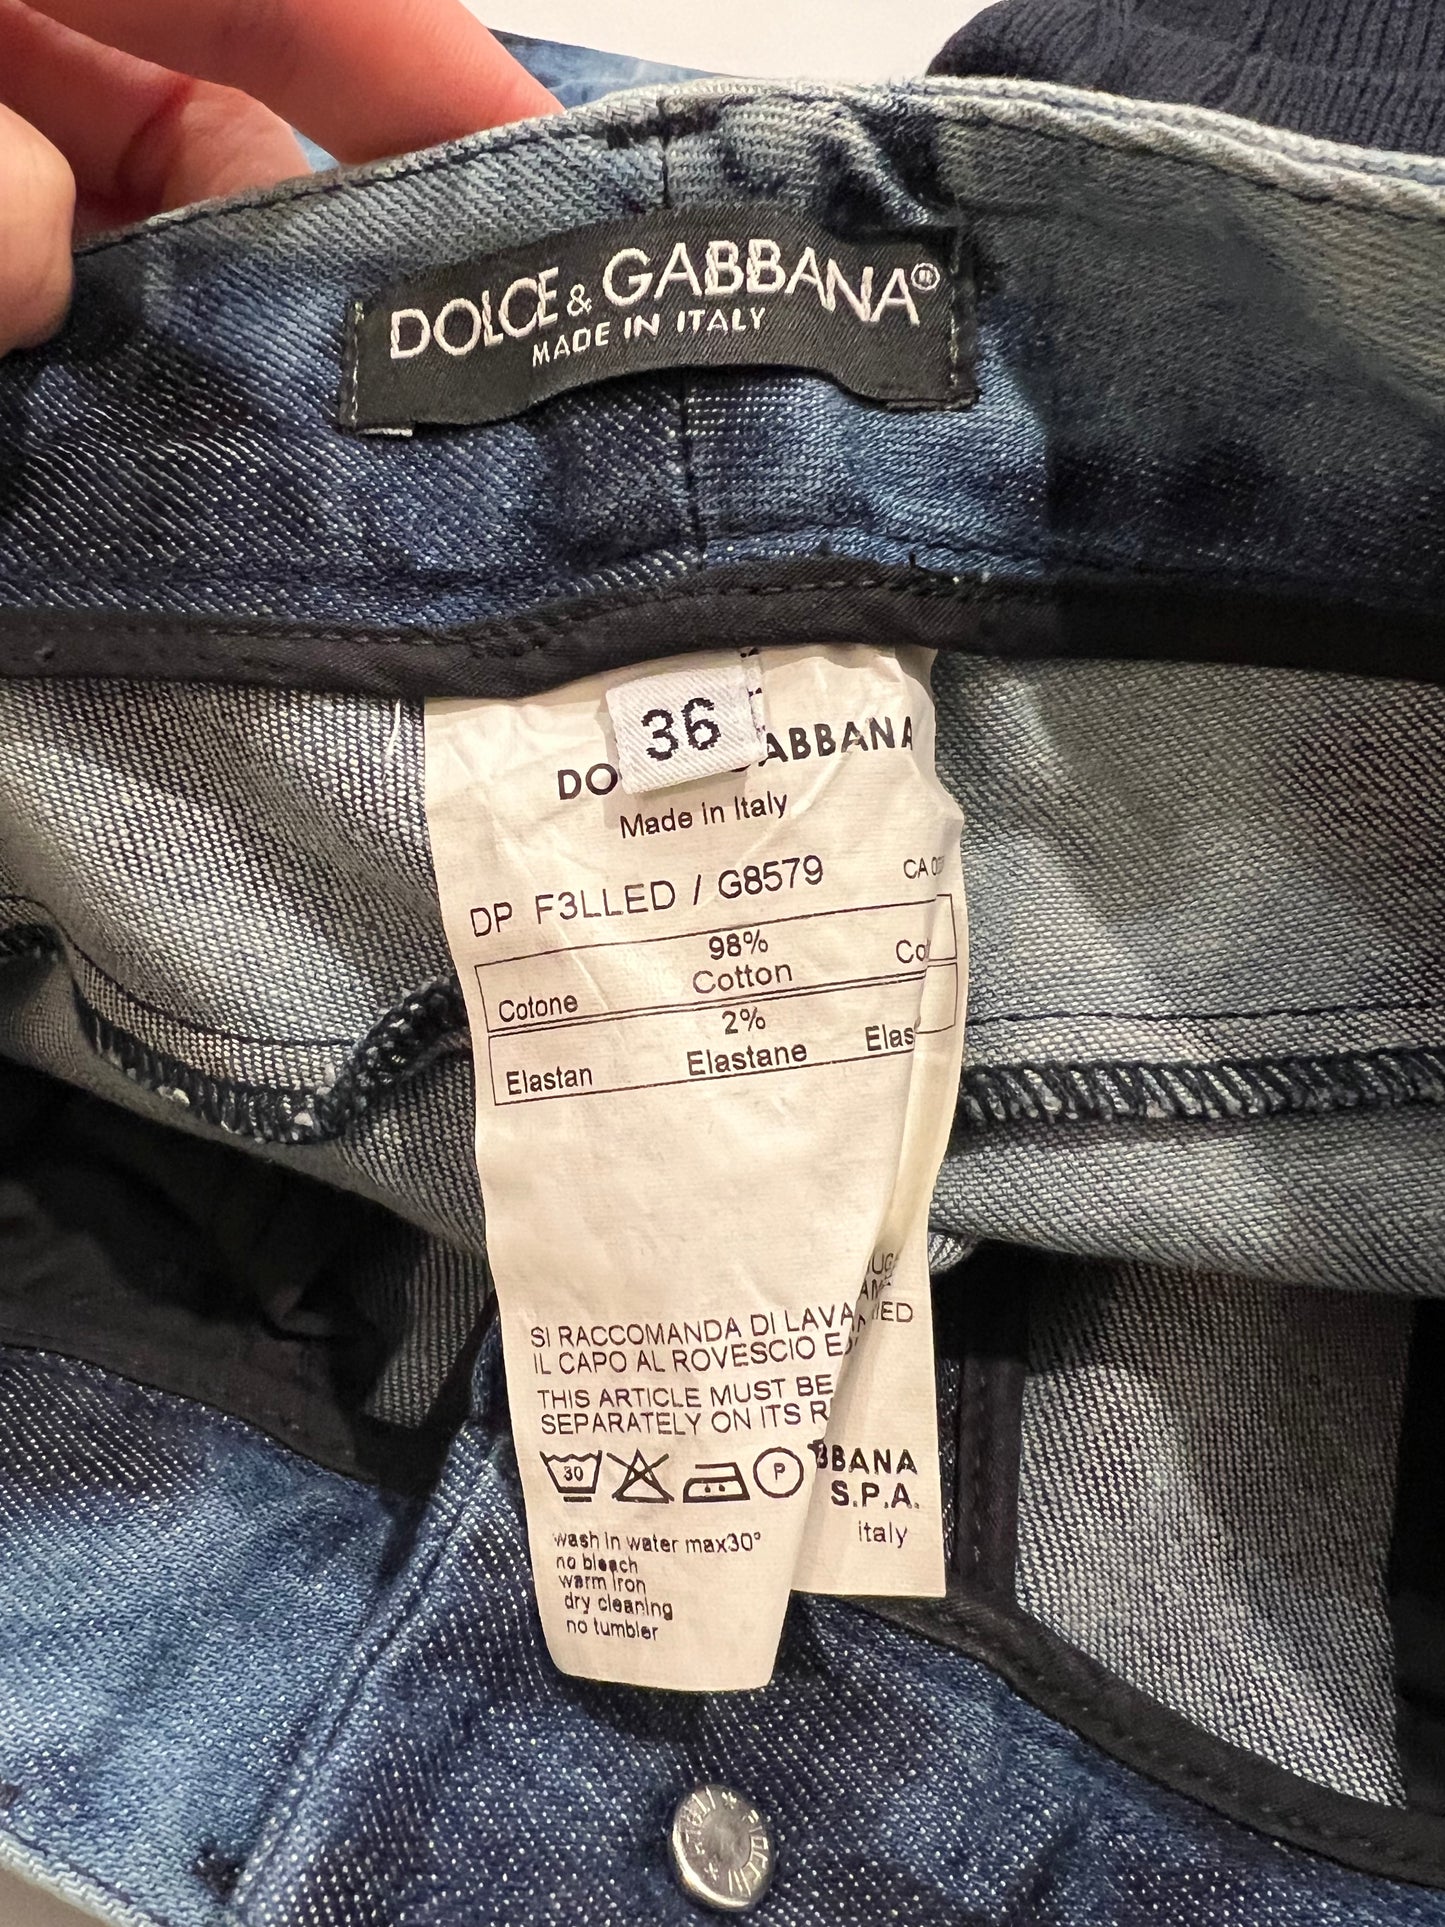 DOLCE & GABBANA®
MADE IN ITALY
36
Made in Italy
DP F3LLED / G8579 CA
98%
Cotone Cotton
2%
Elastan Elastane
SI RACCOMANDA DI
IL CAPO AL ROVESCIO
THIS ARTICLE MUST BE
SEPARATELY ON ITS
30 P
S.P.A.
italy
wash in water max30°
no bleach
warm iron
dry cleaning
no tumbler